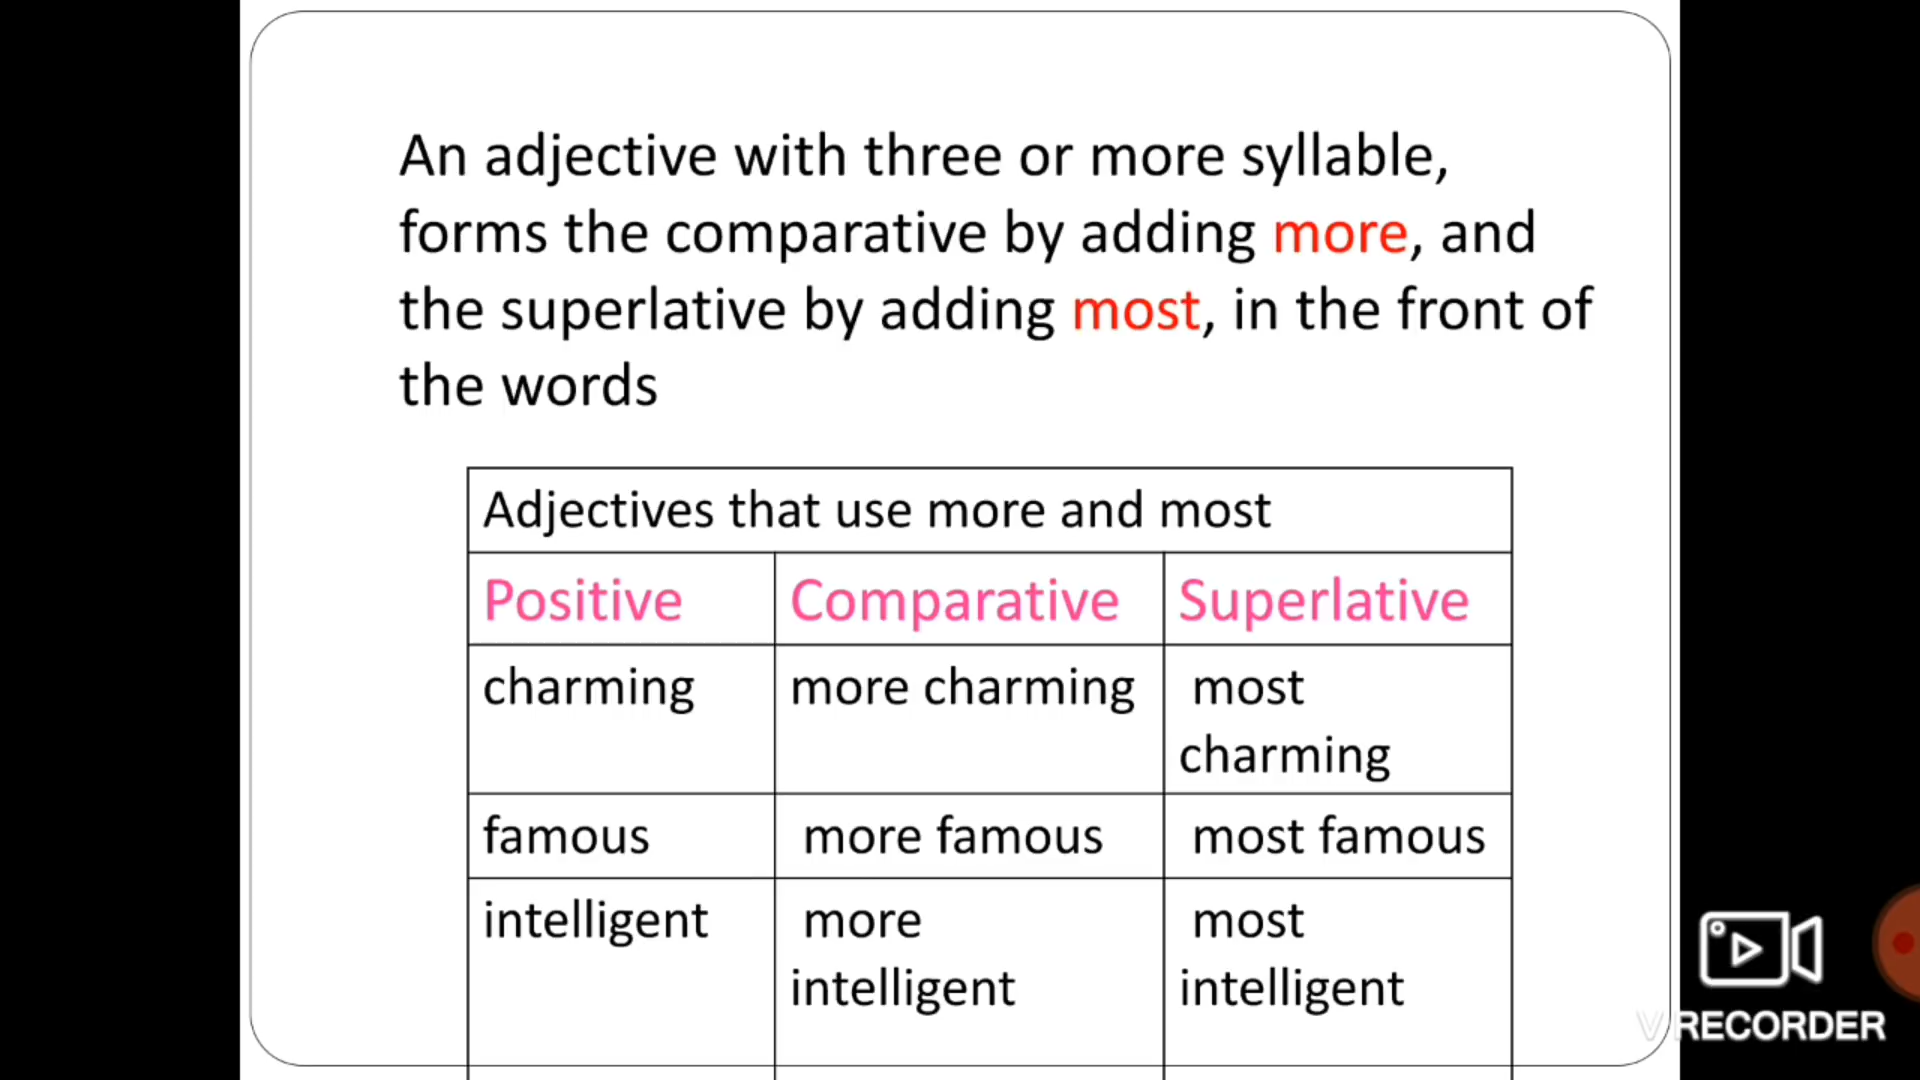 An adjective with three or more syllable,
forms the comparative by adding more, and
the superlative by adding most, in the front of
the words
Adjectives that use more and most
Positive Comparative Superlative
charming more charming most
charming
famous more famous most famous
intelligent more most
intelligent intelligent
V RECORDER